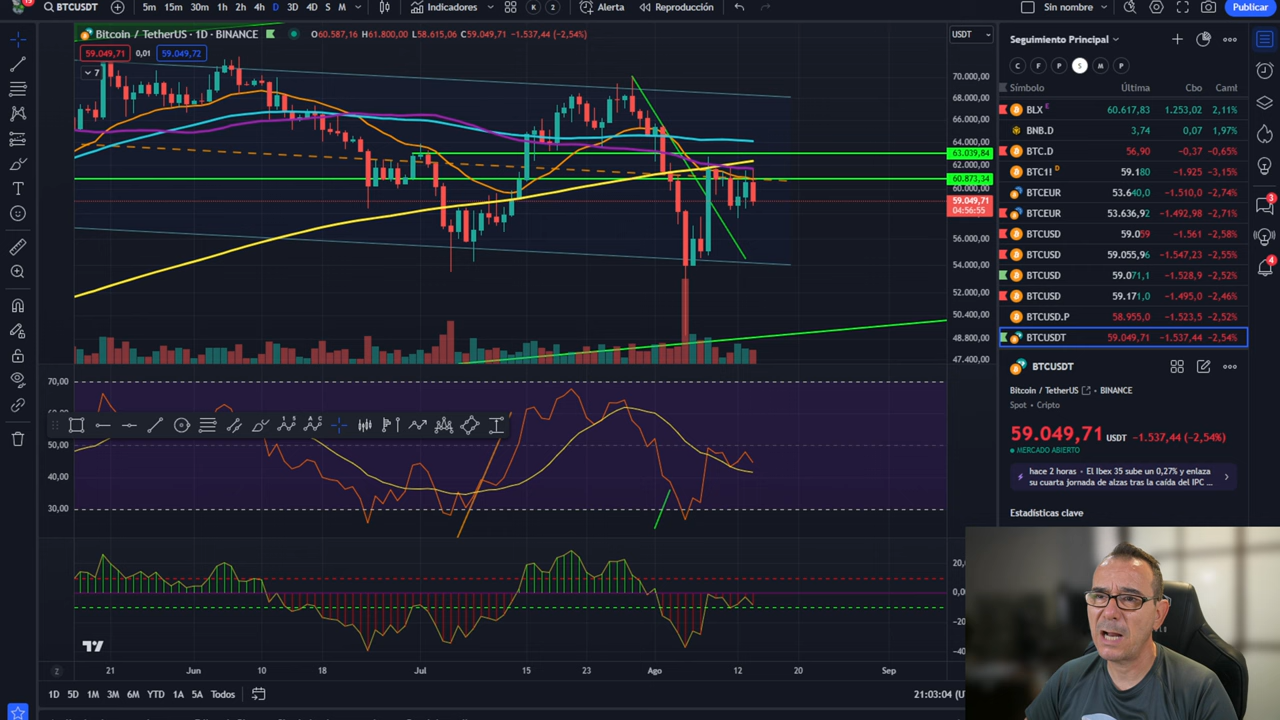 BTCUSDT
5m 15m 30m 1h 2h 4h D 3D 4D S M
Indicadores
K 2
Alerta
Reproducción
Sin nombre
Publicar
Bitcoin / TetherUS · 1D · BINANCE
O60.587,16 H61.800,00 L58.615,06 C59.049,71 −1.537,44 (−2,54%)
USDT
59.049,71 0,01 59.049,72
7
70.000,00
68.000,00
66.000,00
64.000,00
63.039,84
62.000,00
60.873,34
60.000,00
59.049,71
04:56:55
56.000,00
54.000,00
52.000,00
50.400,00
48.800,00
47.400,00
70,00
50,00
40,00
30,00
0,0
-20
-40
21 Jun 10 18 Jul 15 23 Ago 12 20 Sep
1D 5D 1M 3M 6M YTD 1A 5A Todos
21:03:04 (U
Seguimiento Principal
C F P S M P
Símbolo Última Cbo Camt
BLX E 60.617,83 1.253,02 2,11%
BNB.D 3,74 0,07 1,97%
BTC.D 56,90 −0,37 −0,65%
BTC1! D 59.180 −1.925 −3,15%
BTCEUR 53.640,0 −1.510,0 −2,74%
BTCEUR 53.636,92 −1.492,98 −2,71%
BTCUSD 59.059 −1.561 −2,58%
BTCUSD 59.055,96 −1.547,23 −2,55%
BTCUSD 59.071,1 −1.528,9 −2,52%
BTCUSD 59.171,0 −1.495,0 −2,46%
BTCUSD.P 58.955,0 −1.523,5 −2,52%
BTCUSDT 59.049,71 −1.537,44 −2,54%
BTCUSDT
Bitcoin / TetherUS · BINANCE
Spot · Cripto
59.049,71 USDT −1.537,44 (−2,54%)
MERCADO ABIERTO
hace 2 horas · El Ibex 35 sube un 0,27% y enlaza
su cuarta jornada de alzas tras la caída del IPC ...
Estadísticas clave
3
4